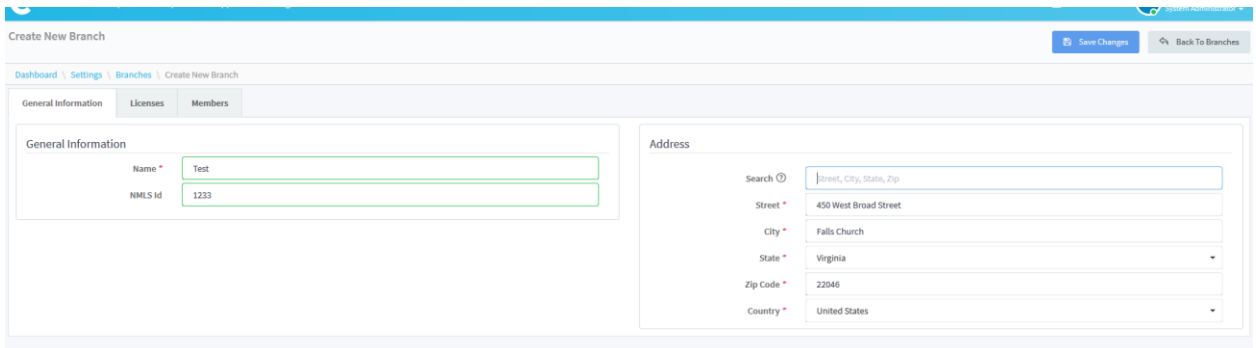 System Administrator
Create New Branch
Save Changes
Back To Branches
Dashboard \ Settings \ Branches \ Create New Branch
General Information
Licenses
Members
General Information
Name * Test
NMLS Id 1233
Address
Search Street, City, State, Zip
Street * 450 West Broad Street
City * Falls Church
State * Virginia
Zip Code * 22046
Country * United States